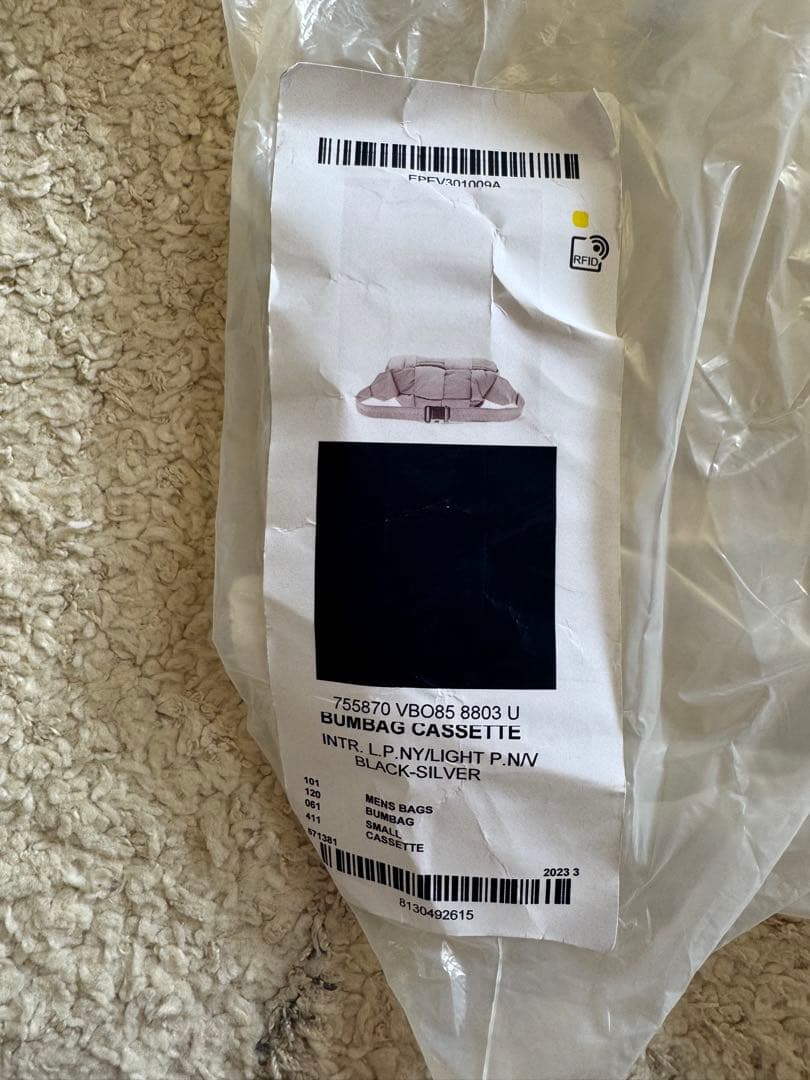 EPEV301009A
RFID
755870 VBO85 8803 U
BUMBAG CASSETTE
INTR. L.P.NY/LIGHT P.N/V
BLACK-SILVER
101
120 MENS BAGS
061 BUMBAG
411 SMALL
671381 CASSETTE
2023 3
8130492615